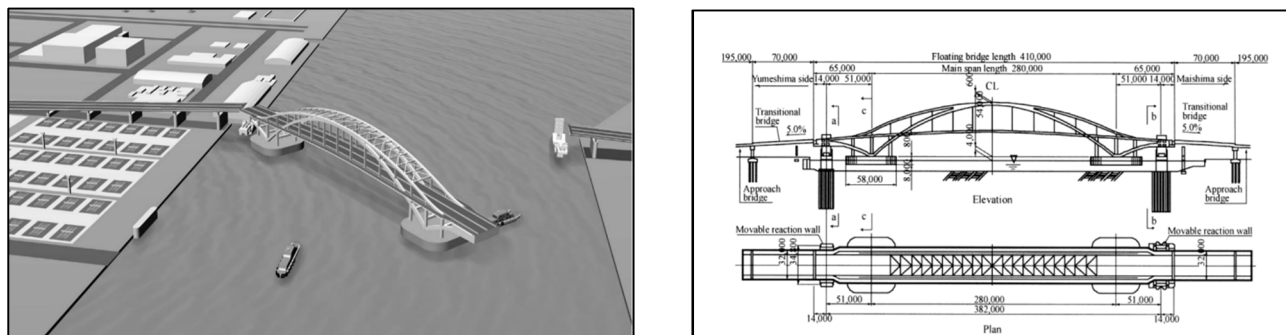 Floating bridge length 410,000
195,000 70,000 70,000 195,000
65,000 Main span length 280,000 65,000
Yumeshima side 14,000 51,000 CL 51,000 14,000 Maishima side
a c b
Transitional bridge 5.0%
Transitional bridge 5.0%
8,000
58,000
Approach bridge
Approach bridge
Elevation
a c b
Movable reaction wall
Movable reaction wall
32,000
32,000
51,000 280,000 51,000
382,000
14,000 14,000
Plan